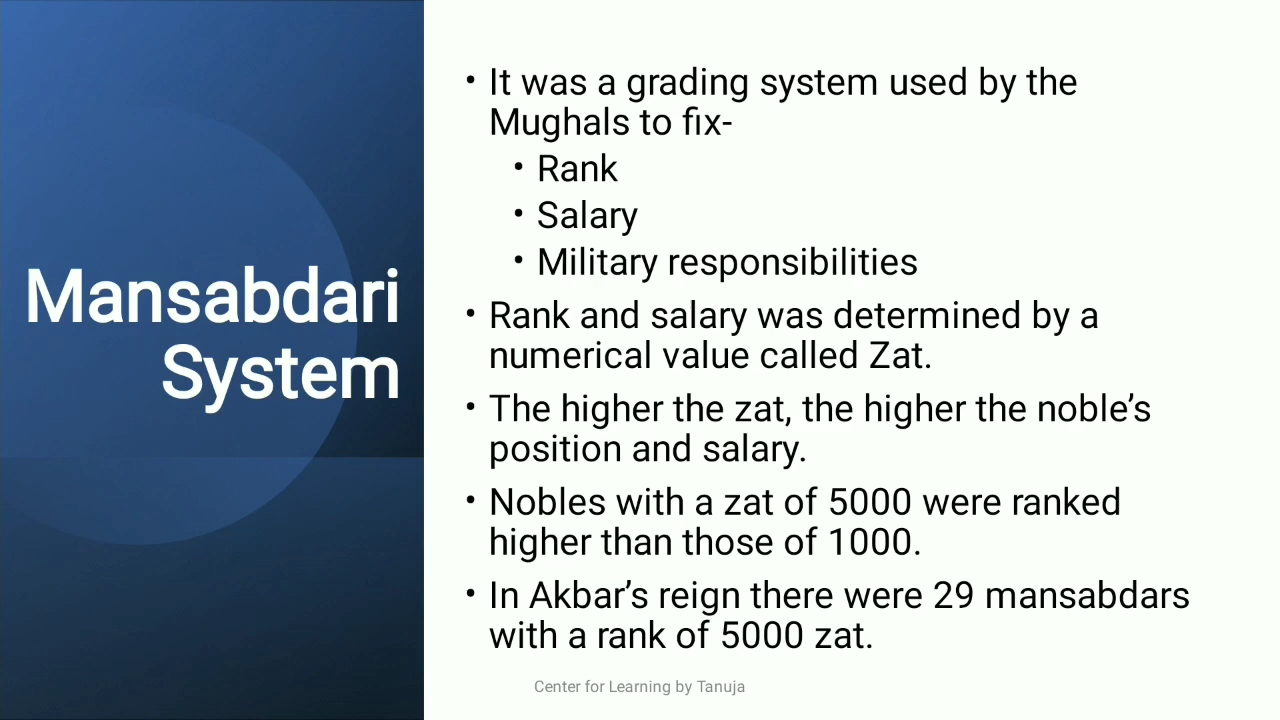 Mansabdari
System
• It was a grading system used by the
Mughals to fix-
• Rank
• Salary
• Military responsibilities
• Rank and salary was determined by a
numerical value called Zat.
• The higher the zat, the higher the noble’s
position and salary.
• Nobles with a zat of 5000 were ranked
higher than those of 1000.
• In Akbar’s reign there were 29 mansabdars
with a rank of 5000 zat.
Center for Learning by Tanuja